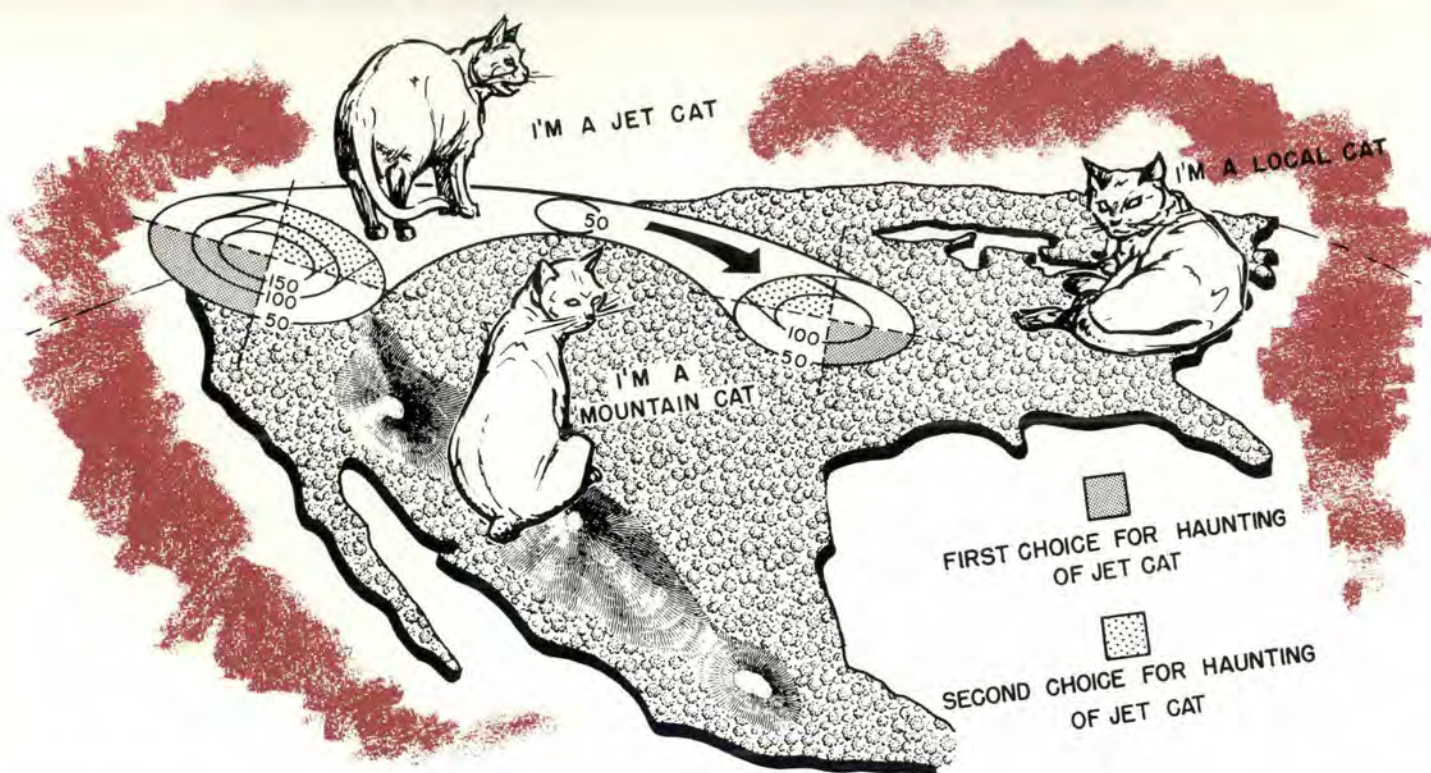 I'M A JET CAT
I'M A LOCAL CAT
50
150
100
50
100
50
I'M A
MOUNTAIN CAT
FIRST CHOICE FOR HAUNTING
OF JET CAT
SECOND CHOICE FOR HAUNTING
OF JET CAT